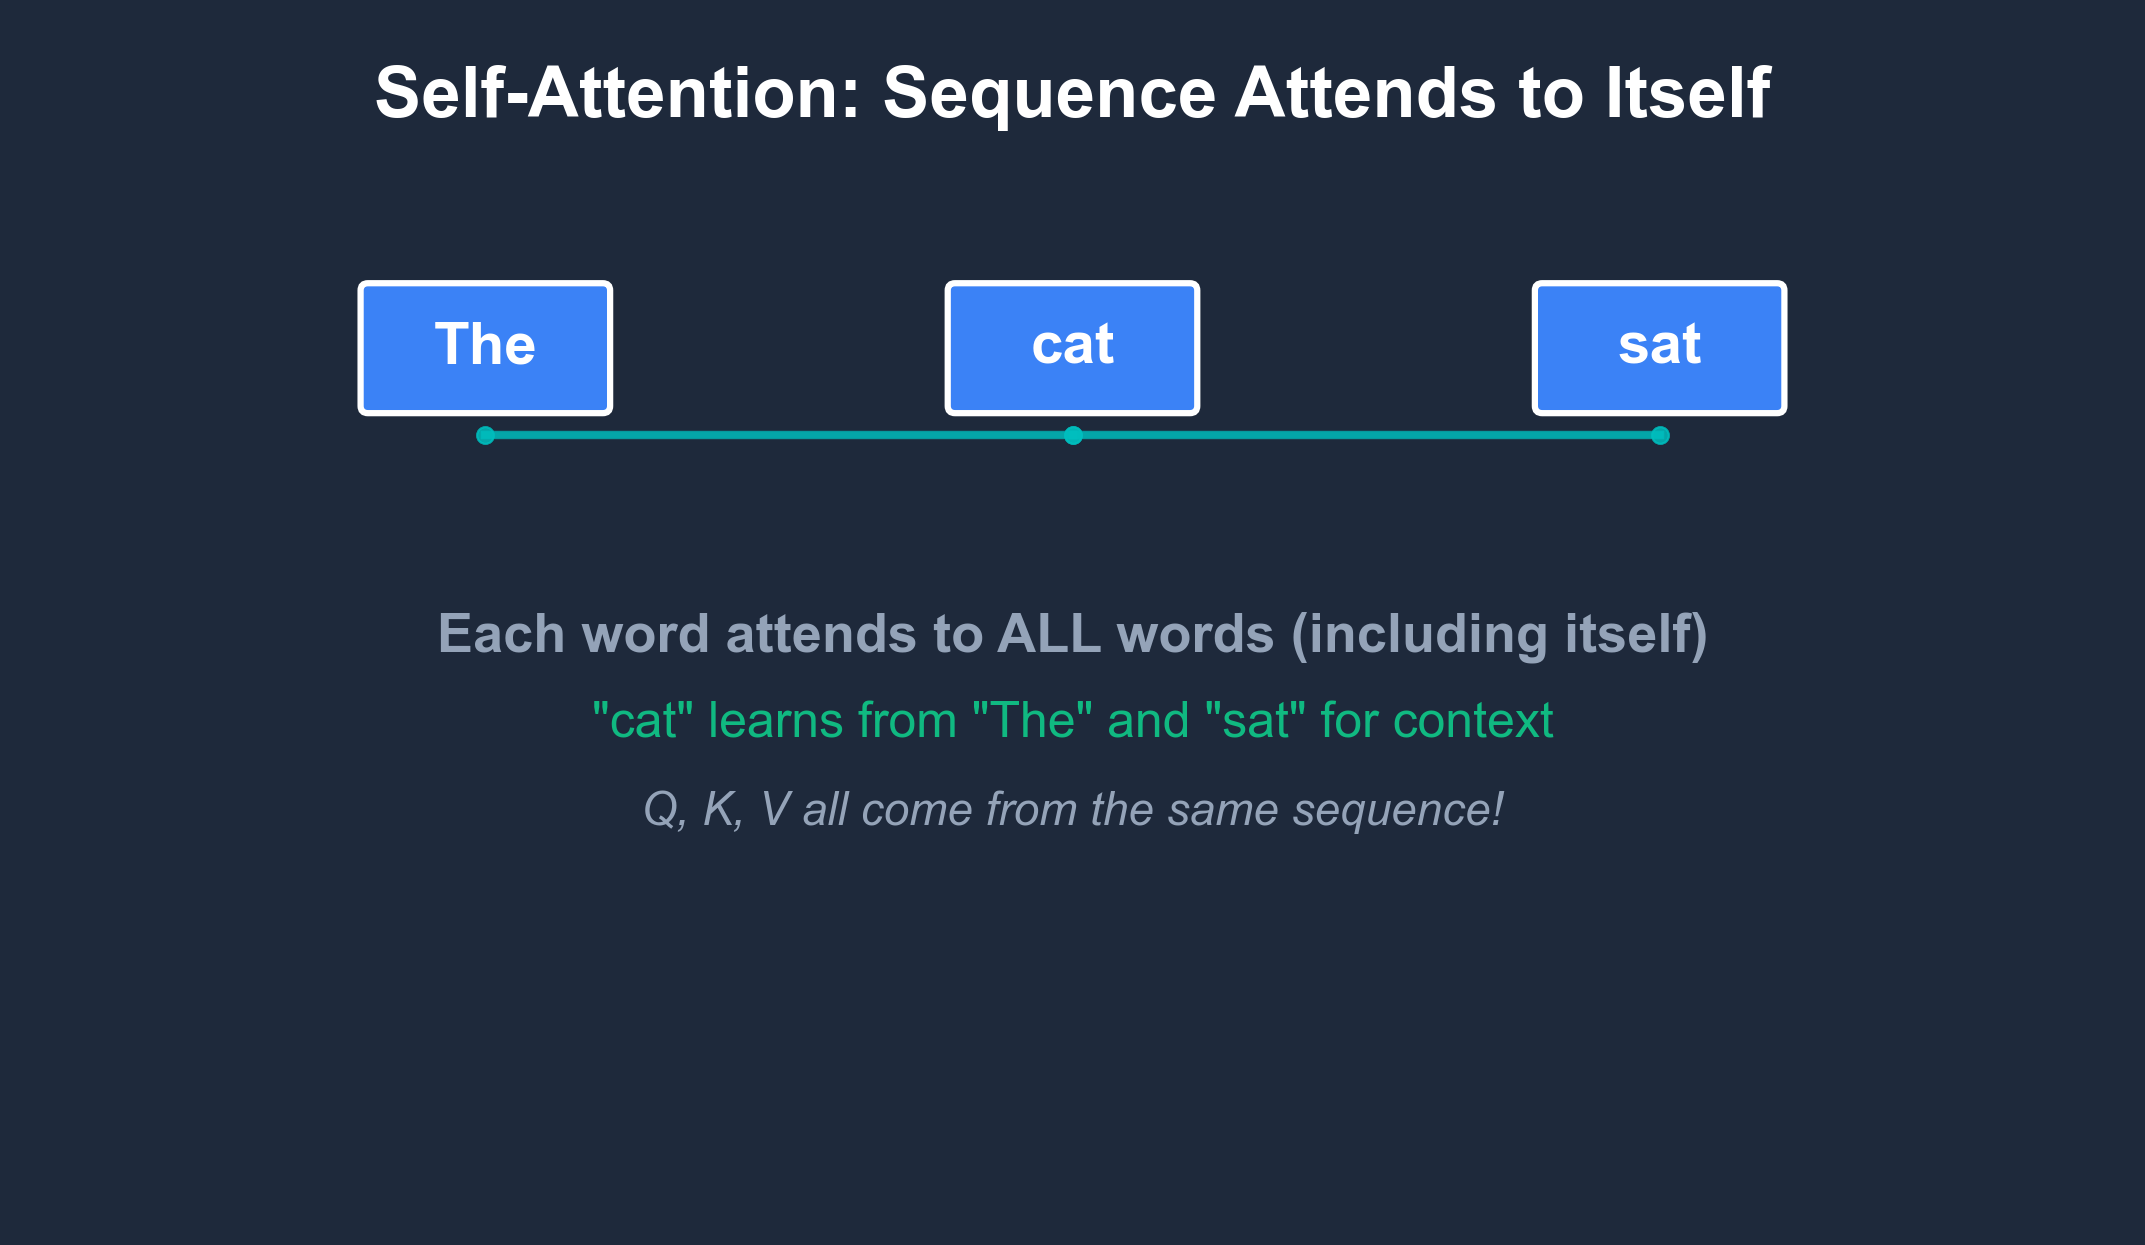 Self-Attention: Sequence Attends to Itself
The
cat
sat
Each word attends to ALL words (including itself)
"cat" learns from "The" and "sat" for context
Q, K, V all come from the same sequence!